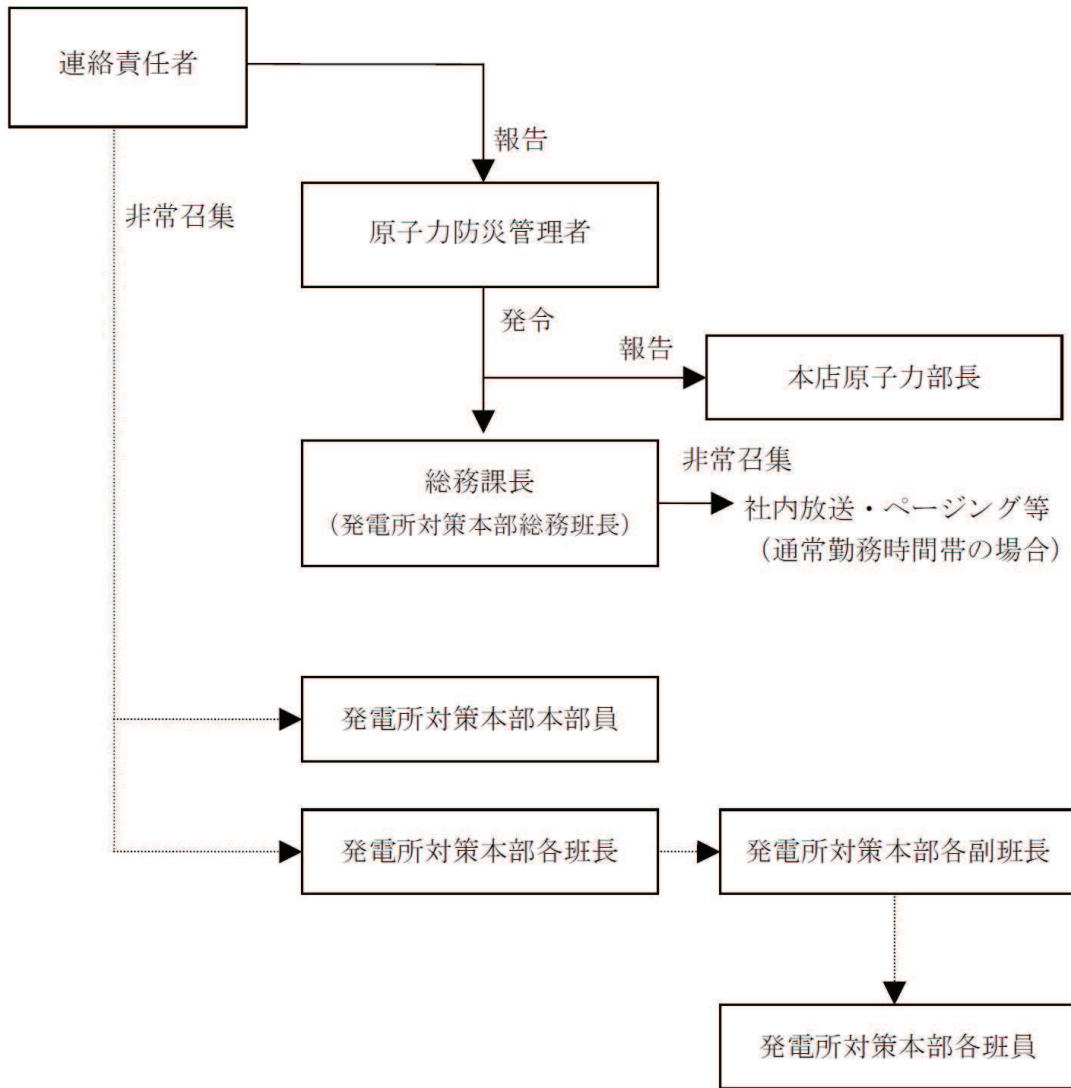 連絡責任者
報告
非常召集
原子力防災管理者
発令
報告
本店原子力部長
総務課長
（発電所対策本部総務班長）
非常召集
社内放送・ページング等
（通常勤務時間帯の場合）
発電所対策本部本部員
発電所対策本部各班長
発電所対策本部各副班長
発電所対策本部各班員